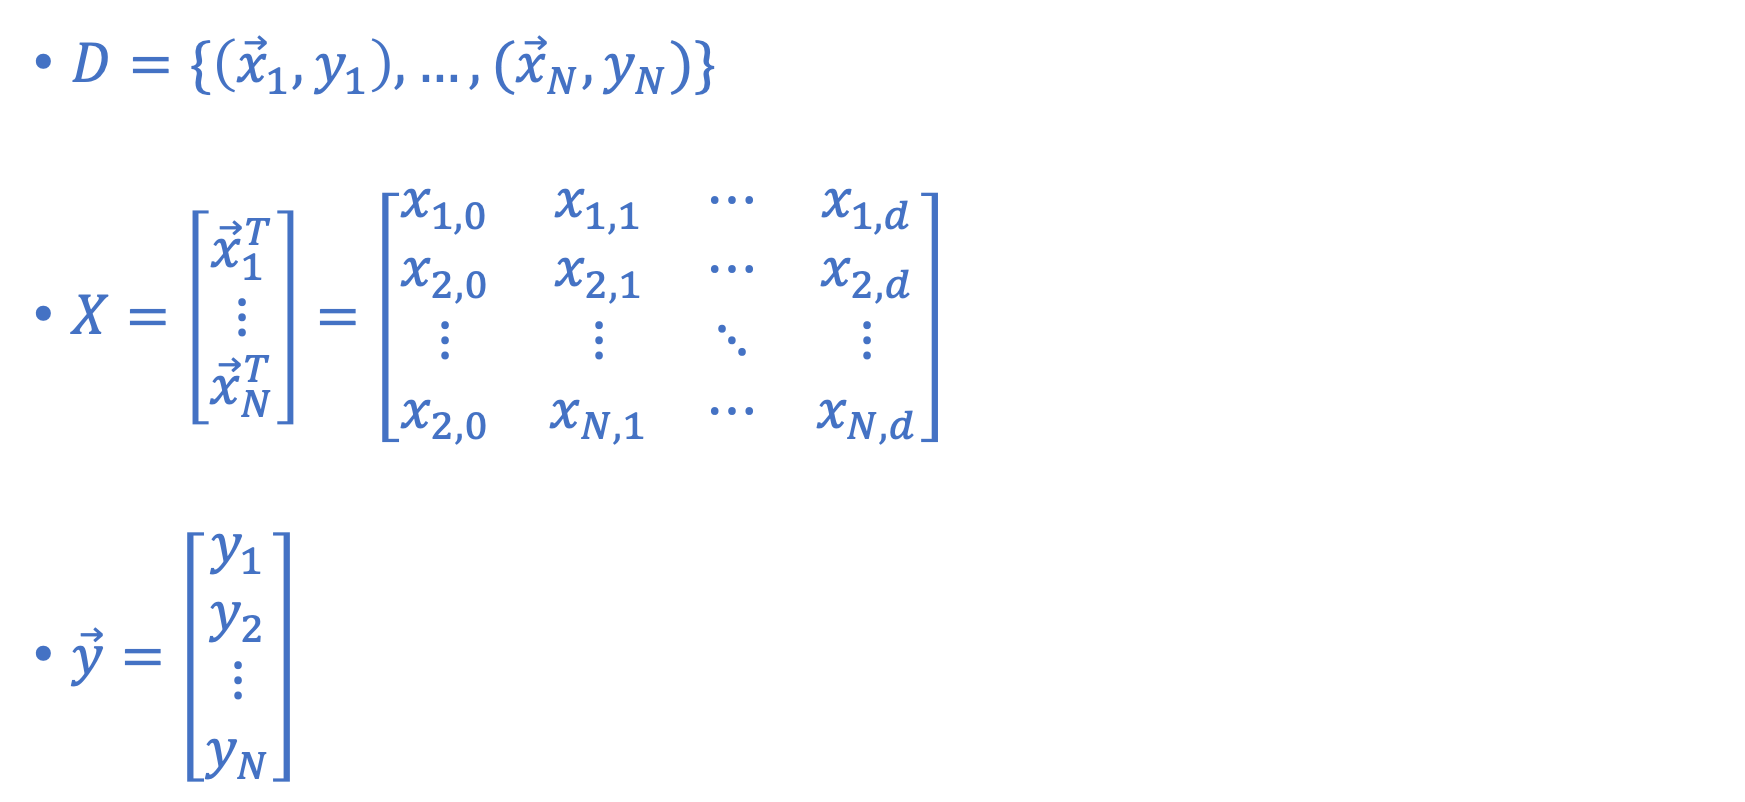 • D = {(x⃗₁, y₁), …, (x⃗_N, y_N)}
• X = [x⃗₁ᵀ ⋮ x⃗_Nᵀ] = [x₁,₀ x₁,₁ ⋯ x₁,d
x₂,₀ x₂,₁ ⋯ x₂,d
⋮ ⋮ ⋱ ⋮
x₂,₀ x_N,₁ ⋯ x_N,d]
• y⃗ = [y₁
y₂
⋮
y_N]